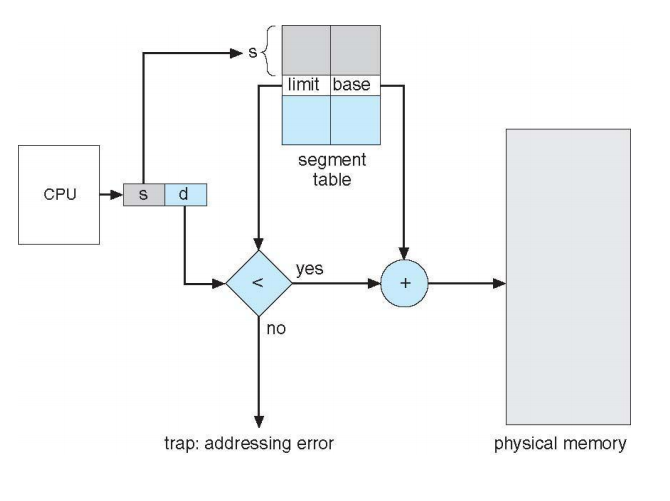 s
limit base
segment
table
CPU
s d
<
yes
+
no
trap: addressing error
physical memory